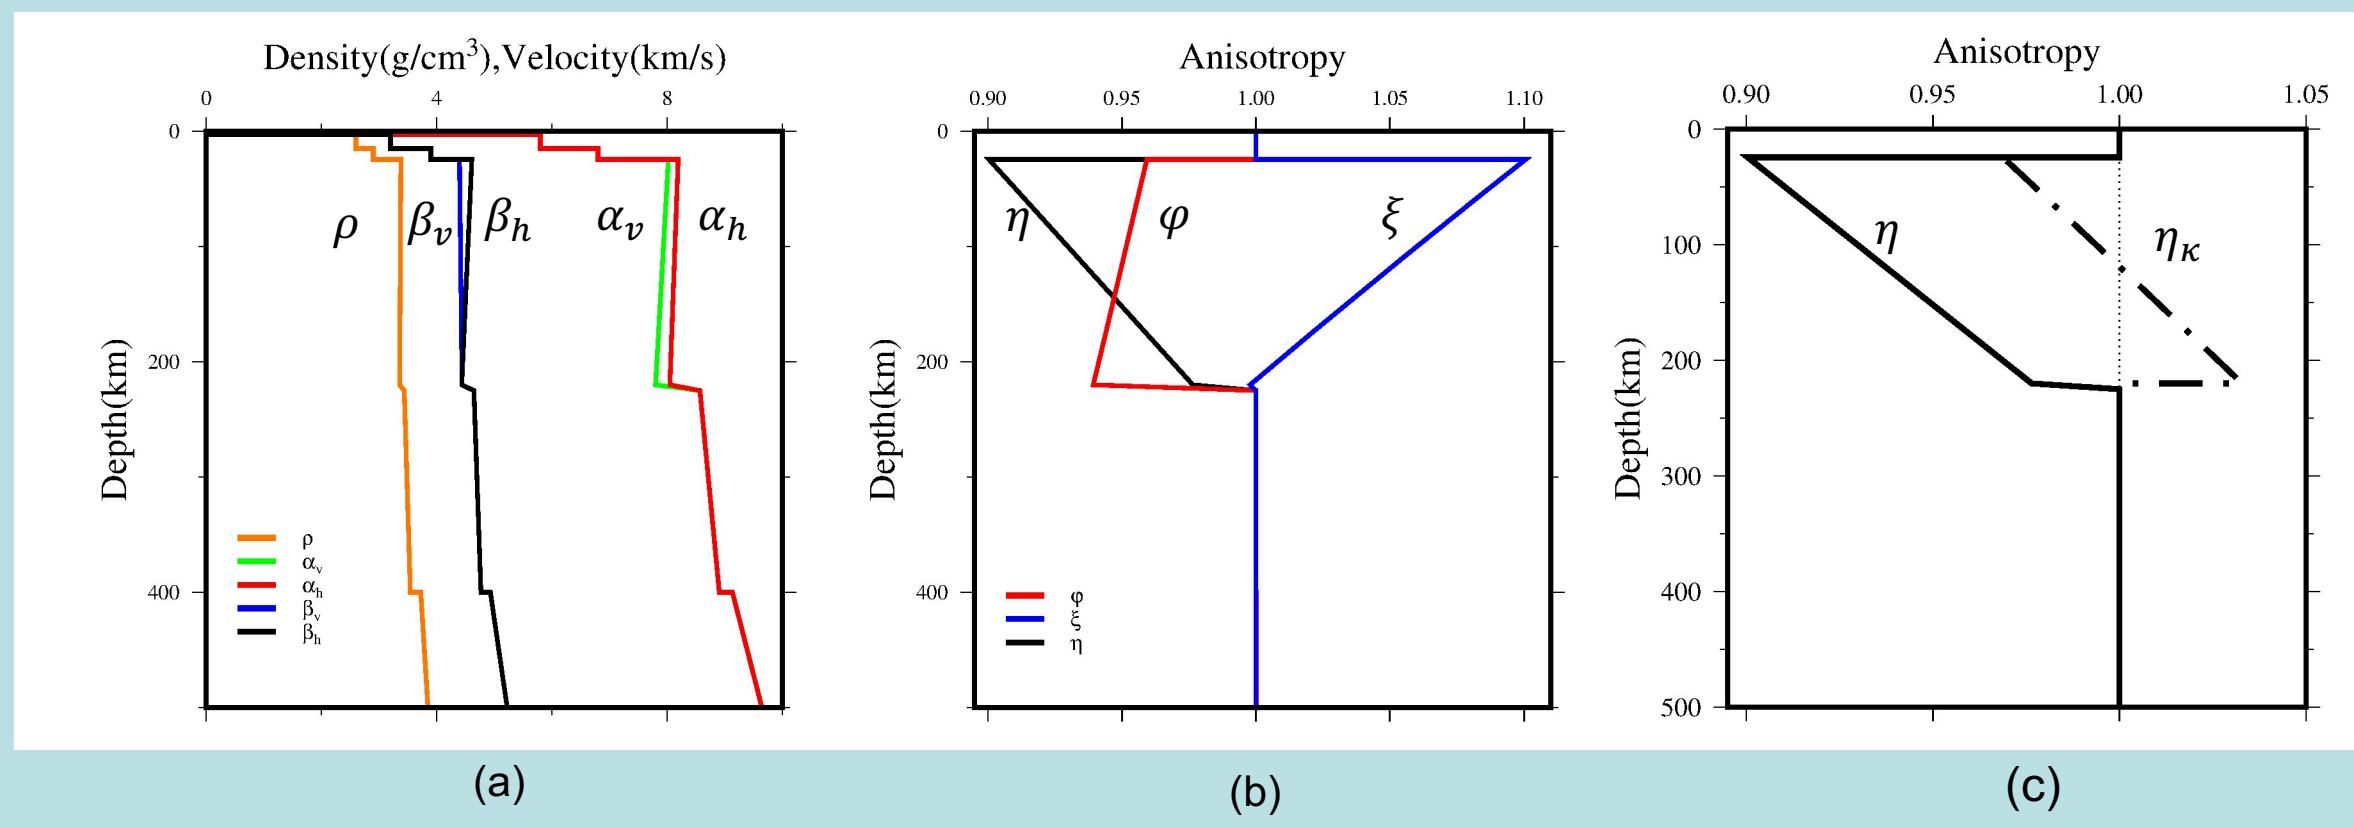 Density(g/cm³),Velocity(km/s)
0 4 8
0
200
400
Depth(km)
ρ βᵥ βₕ αᵥ αₕ
ρ
αᵥ
αₕ
βᵥ
βₕ
(a)
Anisotropy
0.90 0.95 1.00 1.05 1.10
0
200
400
Depth(km)
η φ ξ
φ
ξ
η
(b)
Anisotropy
0.90 0.95 1.00 1.05
0
100
200
300
400
500
Depth(km)
η η_κ
(c)